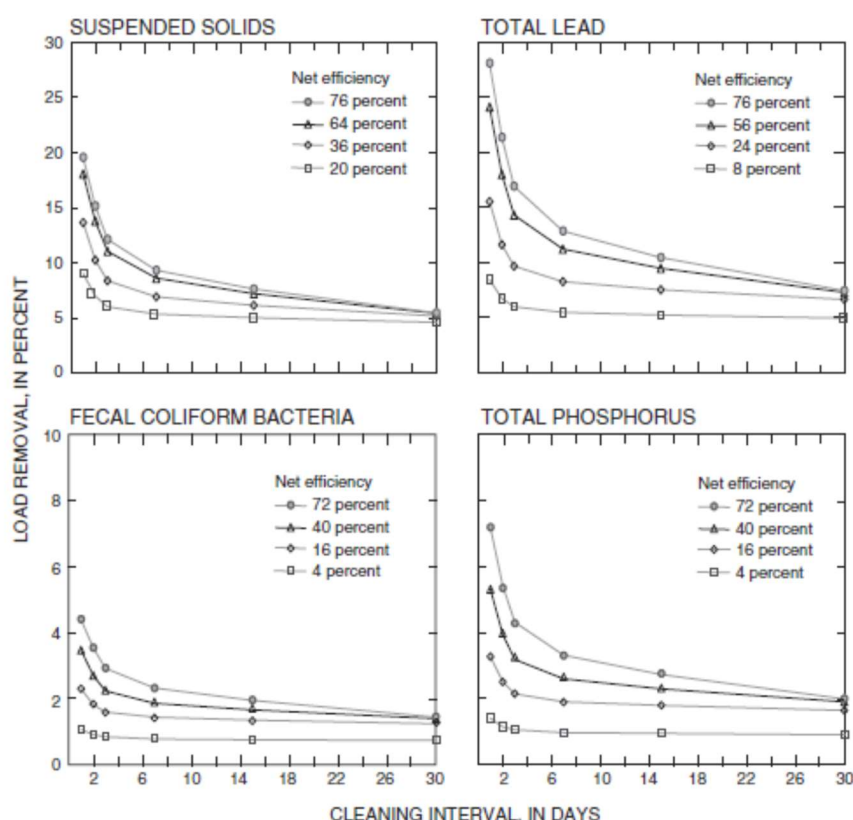 SUSPENDED SOLIDS
TOTAL LEAD
30
25
20
15
10
5
0
Net efficiency
76 percent
64 percent
36 percent
20 percent
Net efficiency
76 percent
56 percent
24 percent
8 percent
LOAD REMOVAL, IN PERCENT
FECAL COLIFORM BACTERIA
TOTAL PHOSPHORUS
10
8
6
4
2
0
Net efficiency
72 percent
40 percent
16 percent
4 percent
Net efficiency
72 percent
40 percent
16 percent
4 percent
2 6 10 14 18 22 26 30
2 6 10 14 18 22 26 30
CLEANING INTERVAL, IN DAYS